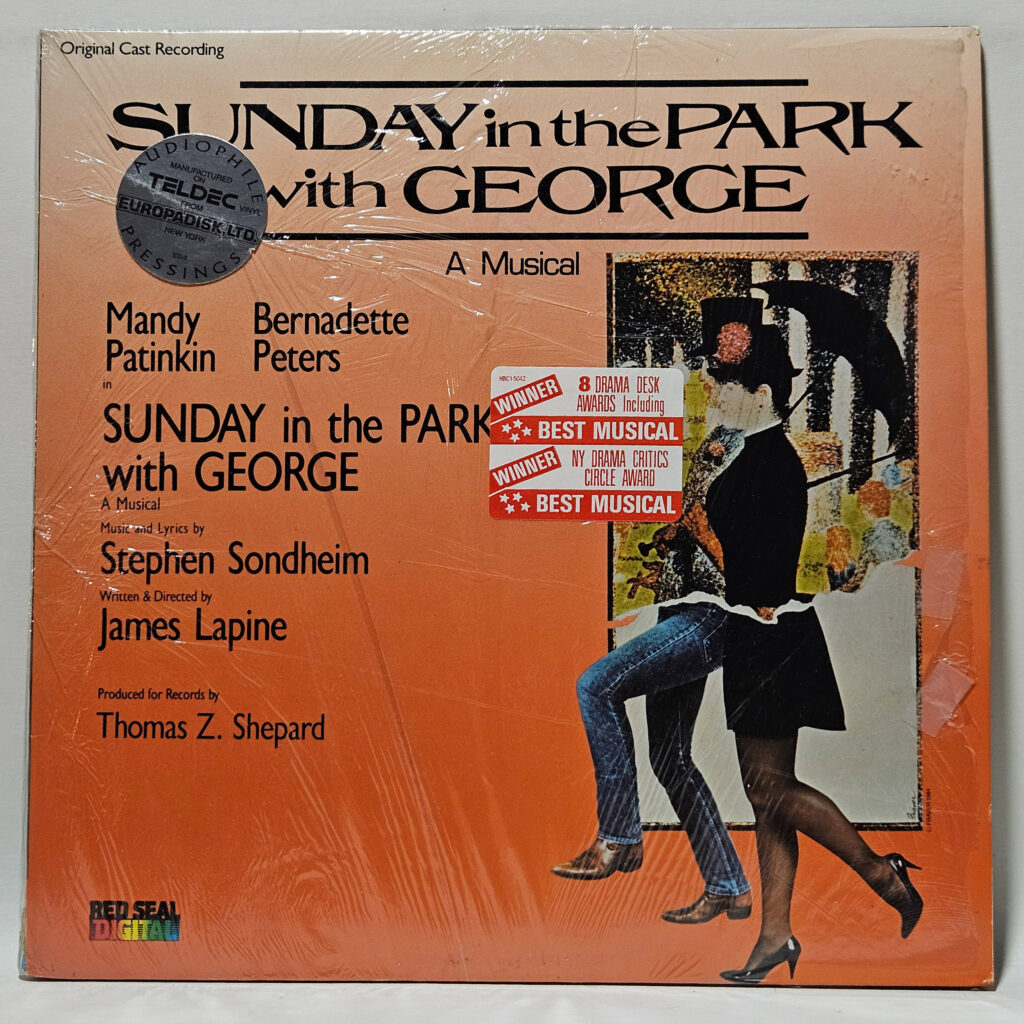 Original Cast Recording
SUNDAY in the PARK
with GEORGE
A Musical
AUDIOPHILE
MANUFACTURED
ON
TELDEC
VINYL
FROM
EUROPADISK, LTD.
NEW YORK
PRESSINGS
Mandy Bernadette
Patinkin Peters
in
SUNDAY in the PARK
with GEORGE
A Musical
Music and Lyrics by
Stephen Sondheim
Written & Directed by
James Lapine
Produced for Records by
Thomas Z. Shepard
HBC1-5042
WINNER 8 DRAMA DESK
AWARDS Including
BEST MUSICAL
WINNER NY DRAMA CRITICS
CIRCLE AWARD
BEST MUSICAL
© FRAVER 1984
RED SEAL
DIGITAL